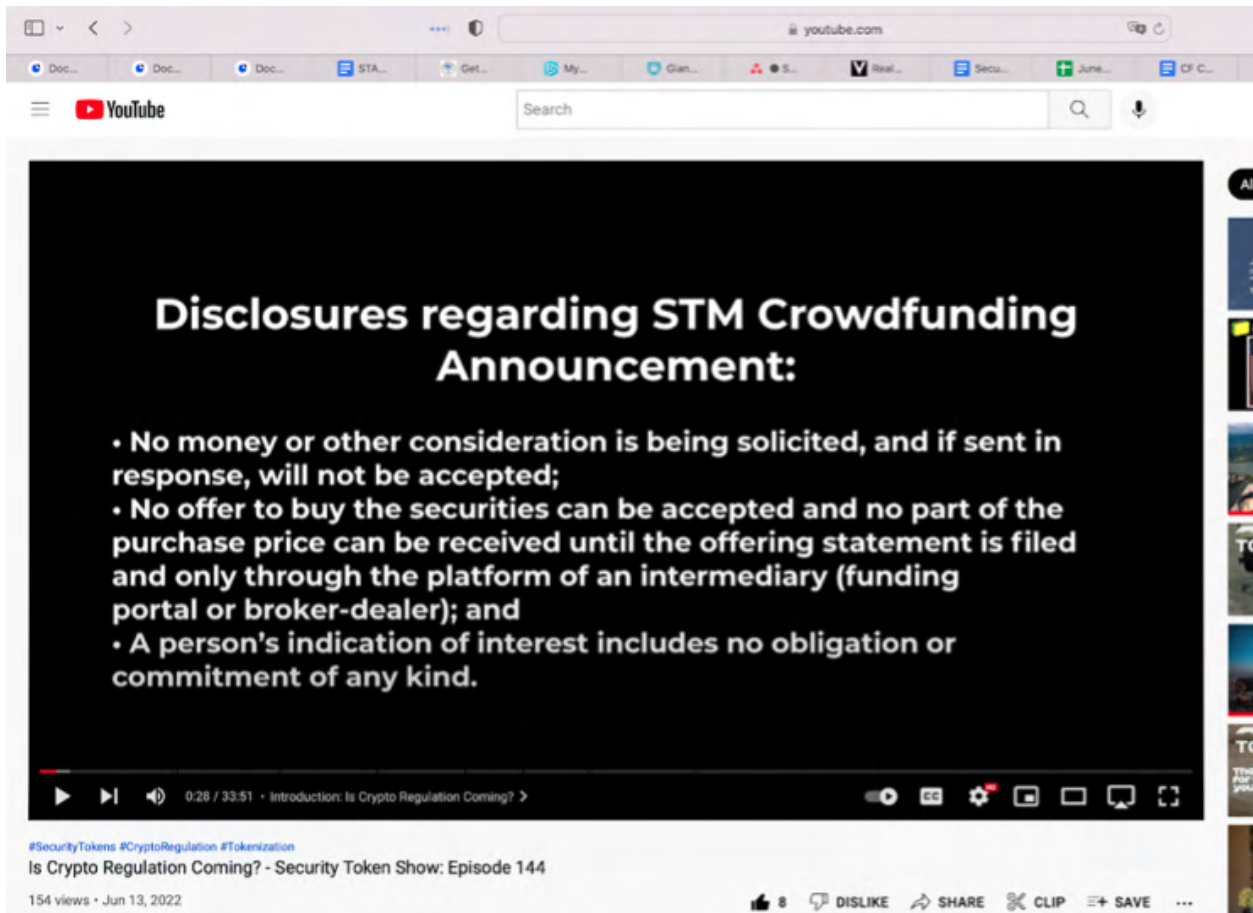 youtube.com
Doc...
Doc...
Doc...
STA...
Get...
My...
Gian...
S...
Real...
Secu...
June...
CF C...
YouTube
Search
Disclosures regarding STM Crowdfunding
Announcement:
• No money or other consideration is being solicited, and if sent in
response, will not be accepted;
• No offer to buy the securities can be accepted and no part of the
purchase price can be received until the offering statement is filed
and only through the platform of an intermediary (funding
portal or broker-dealer); and
• A person's indication of interest includes no obligation or
commitment of any kind.
0:28 / 33:51 • Introduction: Is Crypto Regulation Coming? >
CC
HD
#SecurityTokens #CryptoRegulation #Tokenization
Is Crypto Regulation Coming? - Security Token Show: Episode 144
154 views • Jun 13, 2022
8 DISLIKE SHARE CLIP SAVE ...